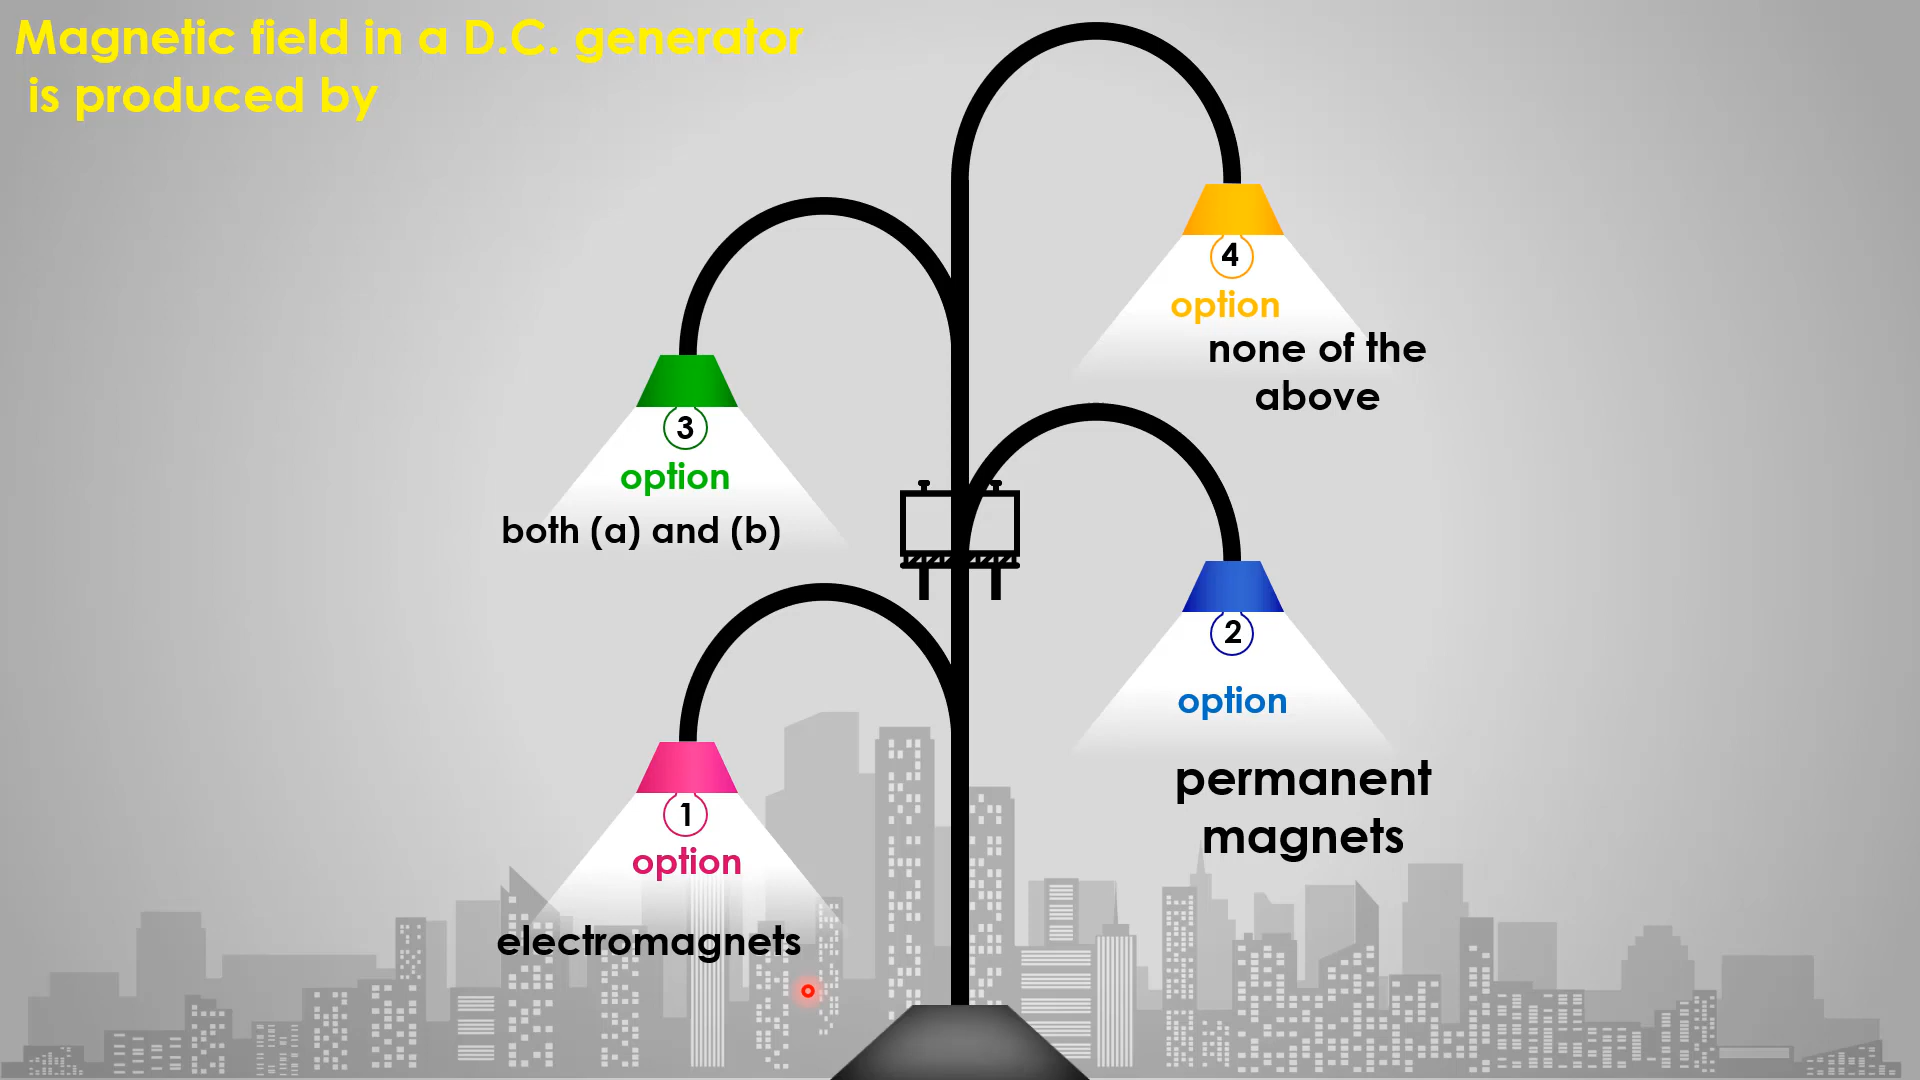 Magnetic field in a D.C. generator
is produced by
4
option
none of the
above
3
option
both (a) and (b)
2
option
permanent
magnets
1
option
electromagnets